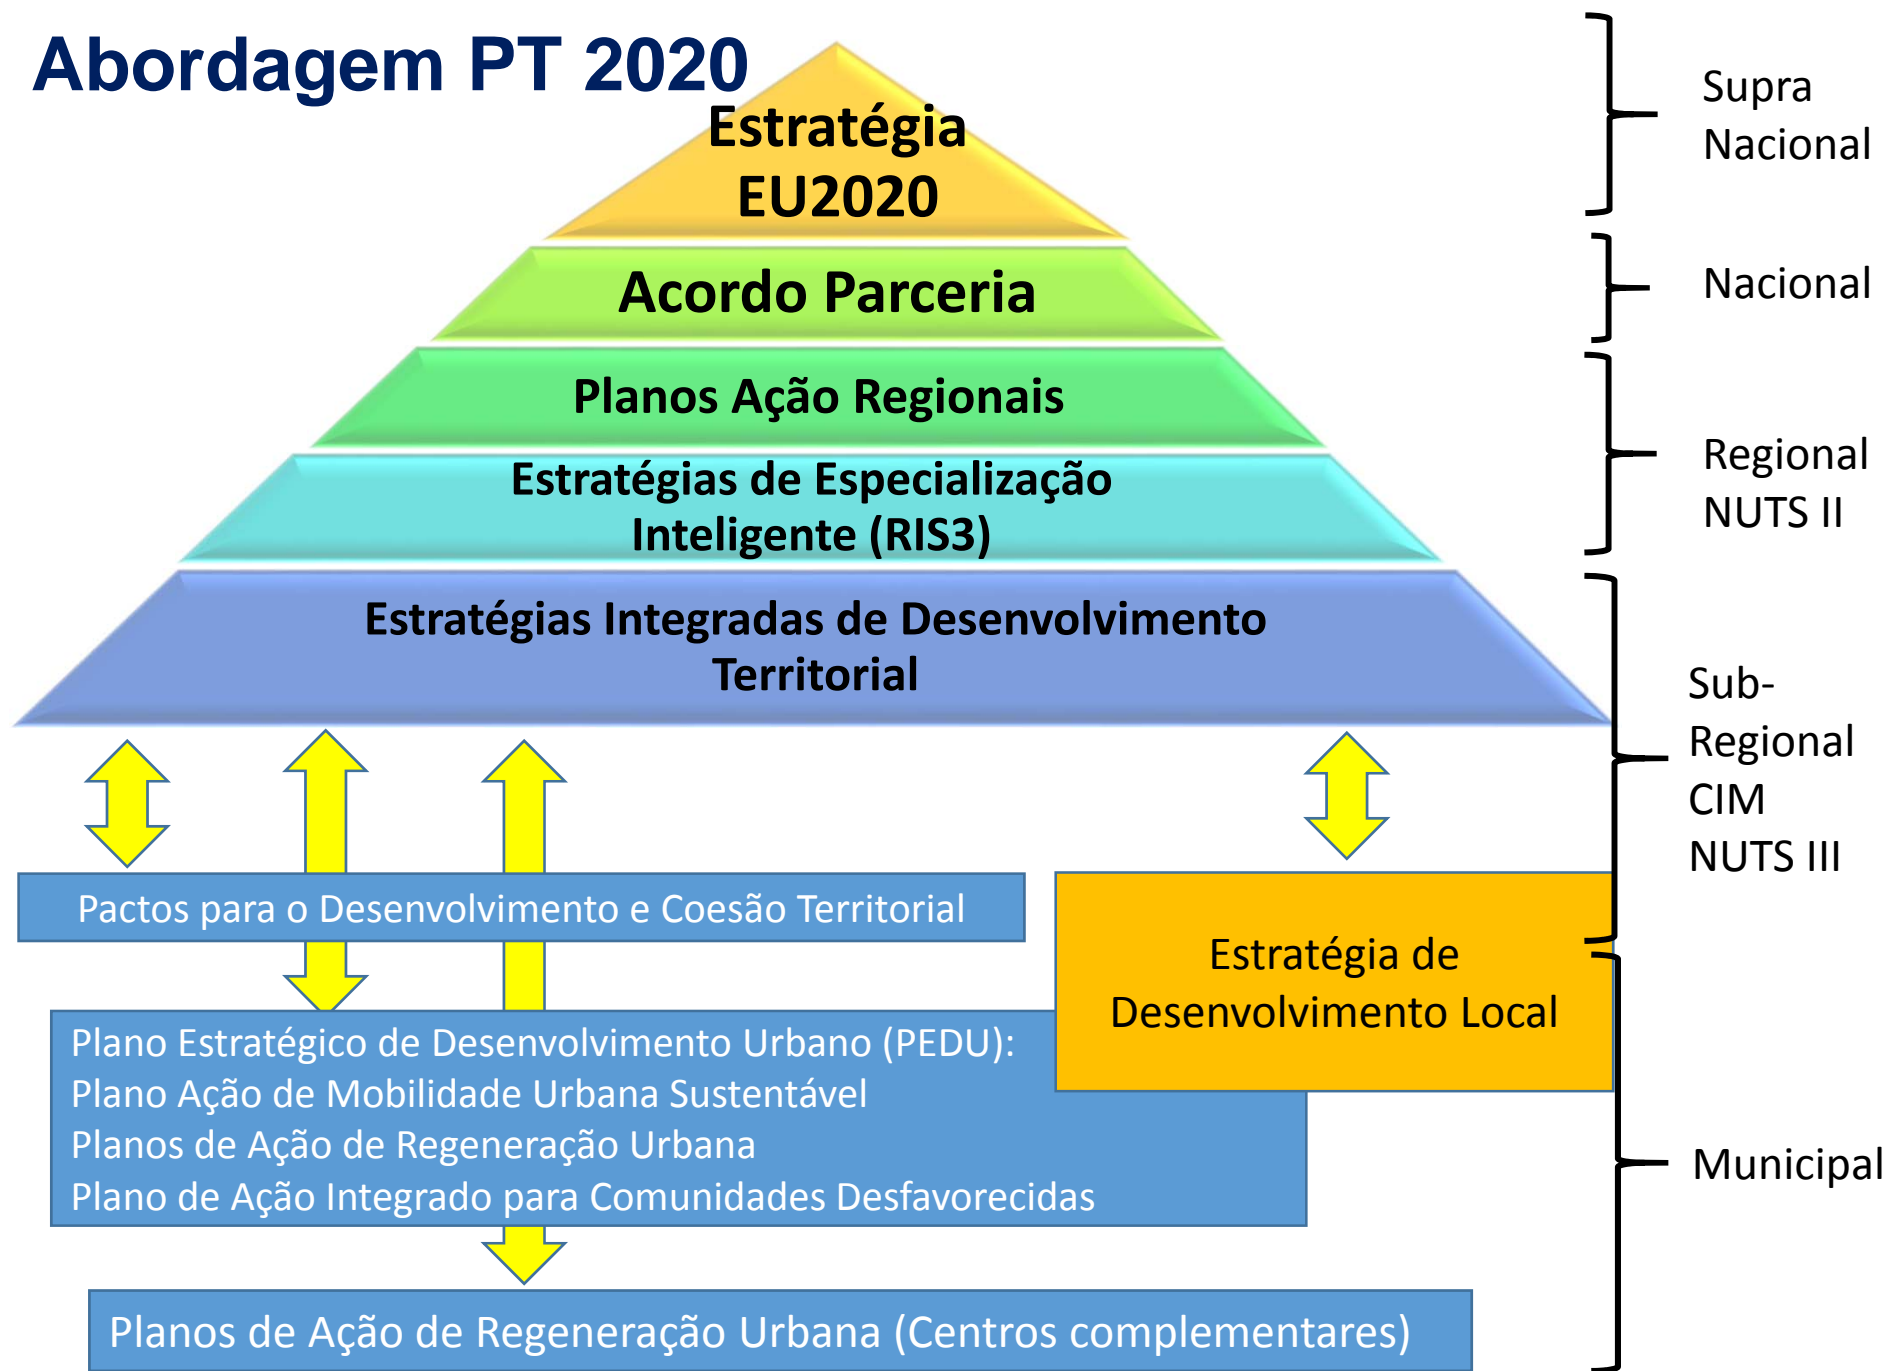 Abordagem PT 2020
Estratégia
EU2020
Acordo Parceria
Planos Ação Regionais
Estratégias de Especialização
Inteligente (RIS3)
Estratégias Integradas de Desenvolvimento
Territorial
Pactos para o Desenvolvimento e Coesão Territorial
Estratégia de
Desenvolvimento Local
Plano Estratégico de Desenvolvimento Urbano (PEDU):
Plano Ação de Mobilidade Urbana Sustentável
Planos de Ação de Regeneração Urbana
Plano de Ação Integrado para Comunidades Desfavorecidas
Planos de Ação de Regeneração Urbana (Centros complementares)
Supra
Nacional
Nacional
Regional
NUTS II
Sub-
Regional
CIM
NUTS III
Municipal